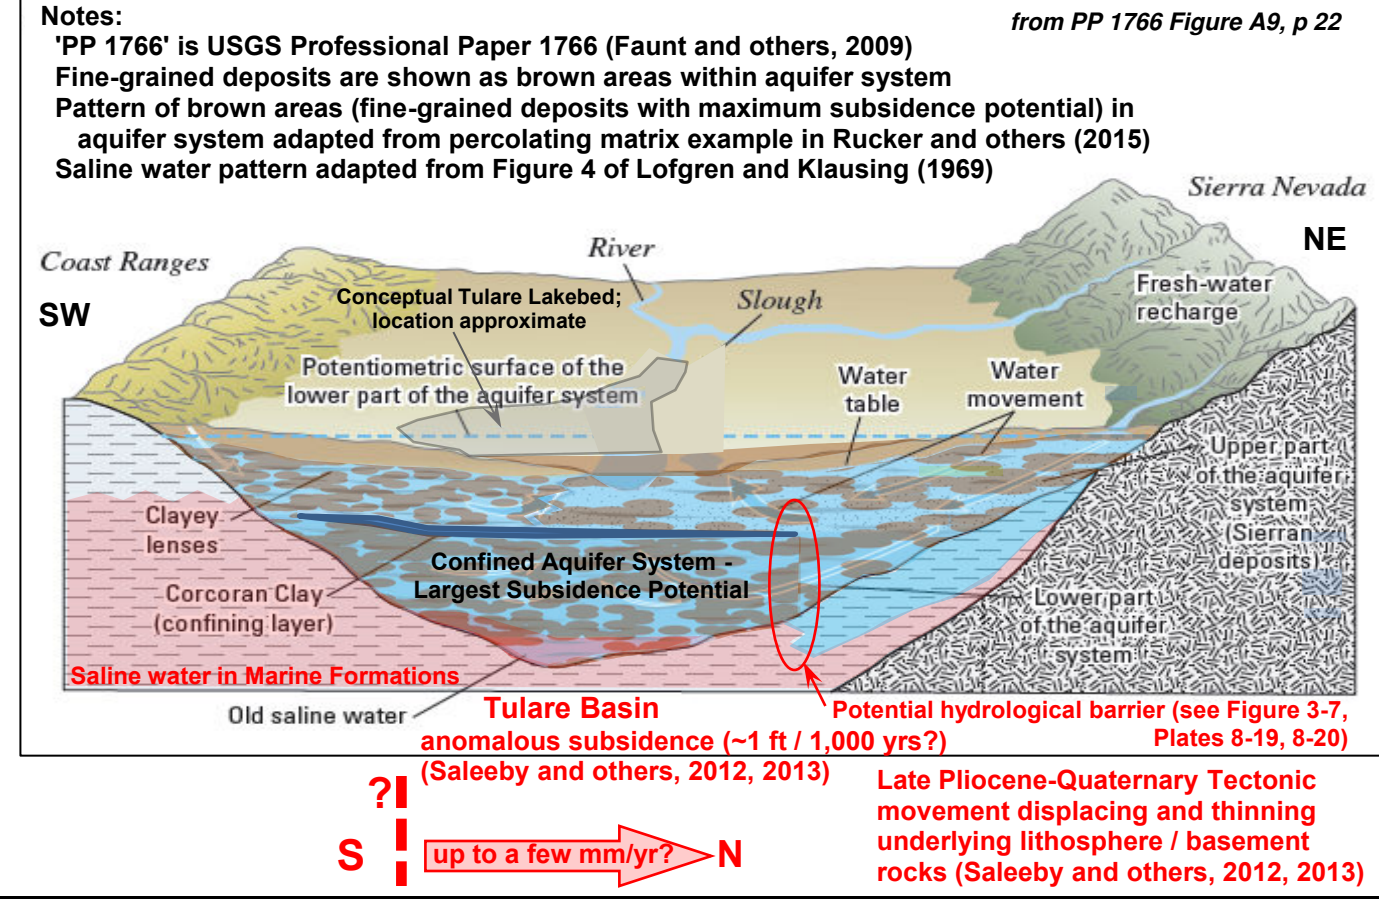 Notes:
from PP 1766 Figure A9, p 22
'PP 1766' is USGS Professional Paper 1766 (Faunt and others, 2009)
Fine-grained deposits are shown as brown areas within aquifer system
Pattern of brown areas (fine-grained deposits with maximum subsidence potential) in
aquifer system adapted from percolating matrix example in Rucker and others (2015)
Saline water pattern adapted from Figure 4 of Lofgren and Klausing (1969)
Sierra Nevada
NE
Coast Ranges
SW
River
Slough
Conceptual Tulare Lakebed;
location approximate
Fresh-water
recharge
Potentiometric surface of the
lower part of the aquifer system
Water
table
Water
movement
Upper part
of the aquifer
system
(Sierran
deposits)
Clayey
lenses
Confined Aquifer System -
Largest Subsidence Potential
Corcoran Clay
(confining layer)
Lower part
of the aquifer
system
Saline water in Marine Formations
Old saline water
Tulare Basin
anomalous subsidence (~1 ft / 1,000 yrs?)
(Saleeby and others, 2012, 2013)
Potential hydrological barrier (see Figure 3-7,
Plates 8-19, 8-20)
?
S
up to a few mm/yr?
N
Late Pliocene-Quaternary Tectonic
movement displacing and thinning
underlying lithosphere / basement
rocks (Saleeby and others, 2012, 2013)